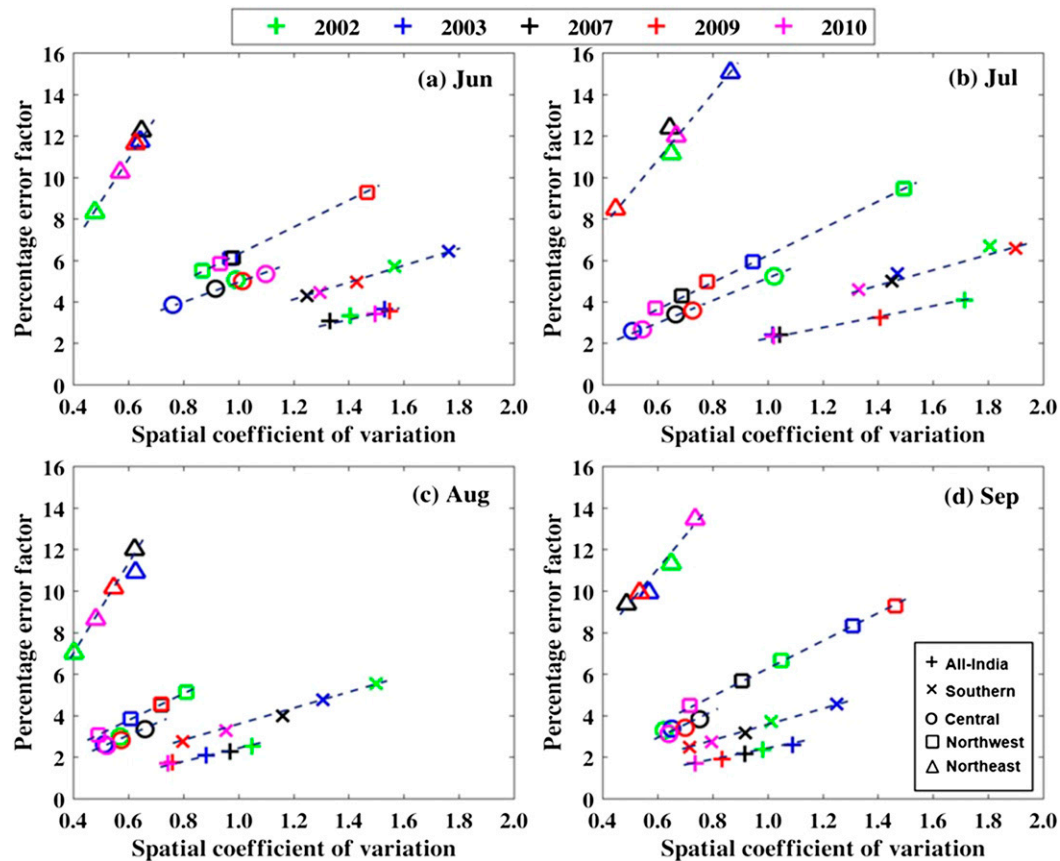 2002 2003 2007 2009 2010
16
14
12
10
8
6
4
2
0
Percentage error factor
(a) Jun
0.4 0.6 0.8 1.0 1.2 1.4 1.6 1.8 2.0
Spatial coefficient of variation
16
14
12
10
8
6
4
2
0
Percentage error factor
(b) Jul
0.4 0.6 0.8 1.0 1.2 1.4 1.6 1.8 2.0
Spatial coefficient of variation
16
14
12
10
8
6
4
2
0
Percentage error factor
(c) Aug
0.4 0.6 0.8 1.0 1.2 1.4 1.6 1.8 2.0
Spatial coefficient of variation
16
14
12
10
8
6
4
2
0
Percentage error factor
(d) Sep
All-India
Southern
Central
Northwest
Northeast
0.4 0.6 0.8 1.0 1.2 1.4 1.6 1.8 2.0
Spatial coefficient of variation